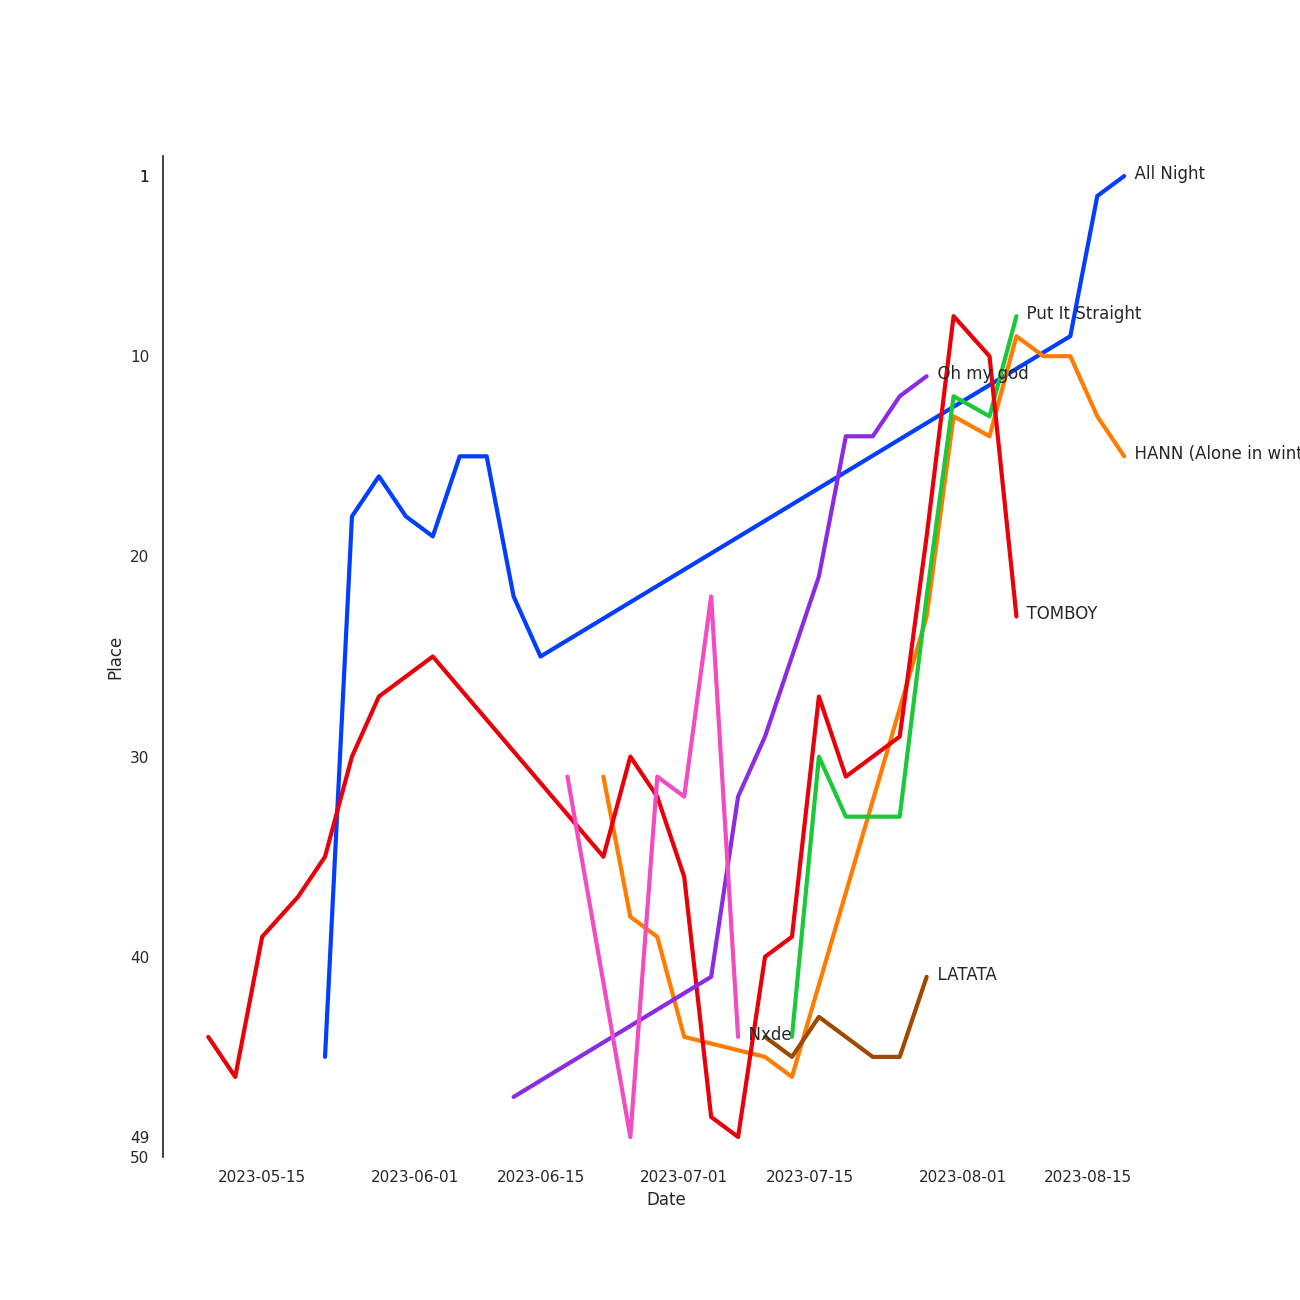 1
All Night
Put It Straight
10
Oh my god
HANN (Alone in wint
20
TOMBOY
Place
30
40
LATATA
Nxde
49
50
2023-05-15
2023-06-01
2023-06-15
2023-07-01
2023-07-15
2023-08-01
2023-08-15
Date